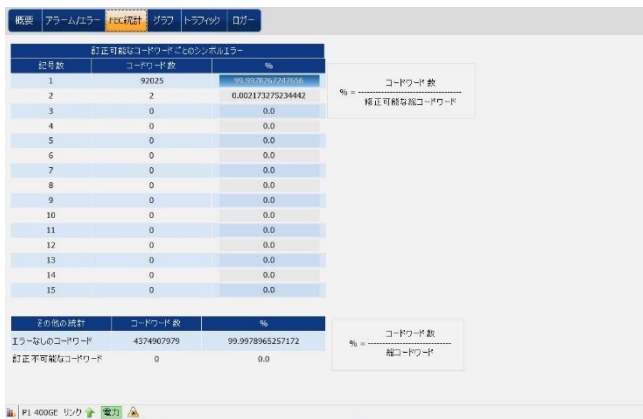 概要 アラーム/エラー FEC統計 グラフ トラフィック ロガー
訂正可能なコードワードごとのシンボルエラー
記号数 コードワード数 %
1 92025 99.9978267247656
2 2 0.002173275234442
3 0 0.0
4 0 0.0
5 0 0.0
6 0 0.0
7 0 0.0
8 0 0.0
9 0 0.0
10 0 0.0
11 0 0.0
12 0 0.0
13 0 0.0
14 0 0.0
15 0 0.0
コードワード数
% = ------------------------------------
修正可能な総コードワード
その他の統計 コードワード数 %
エラーなしのコードワード 4374907979 99.9978965257172
訂正不可能なコードワード 0 0.0
コードワード数
% = ------------------------------
総コードワード
P1 400GE リンク 電力